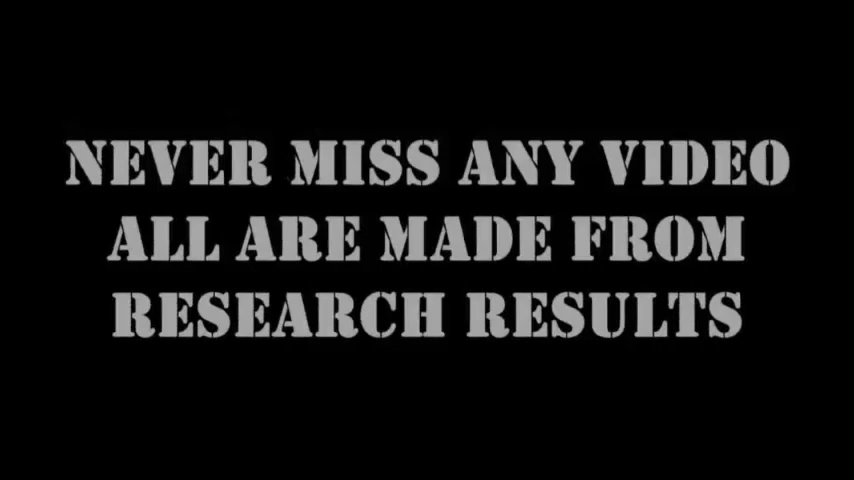 NEVER MISS ANY VIDEO
ALL ARE MADE FROM
RESEARCH RESULTS